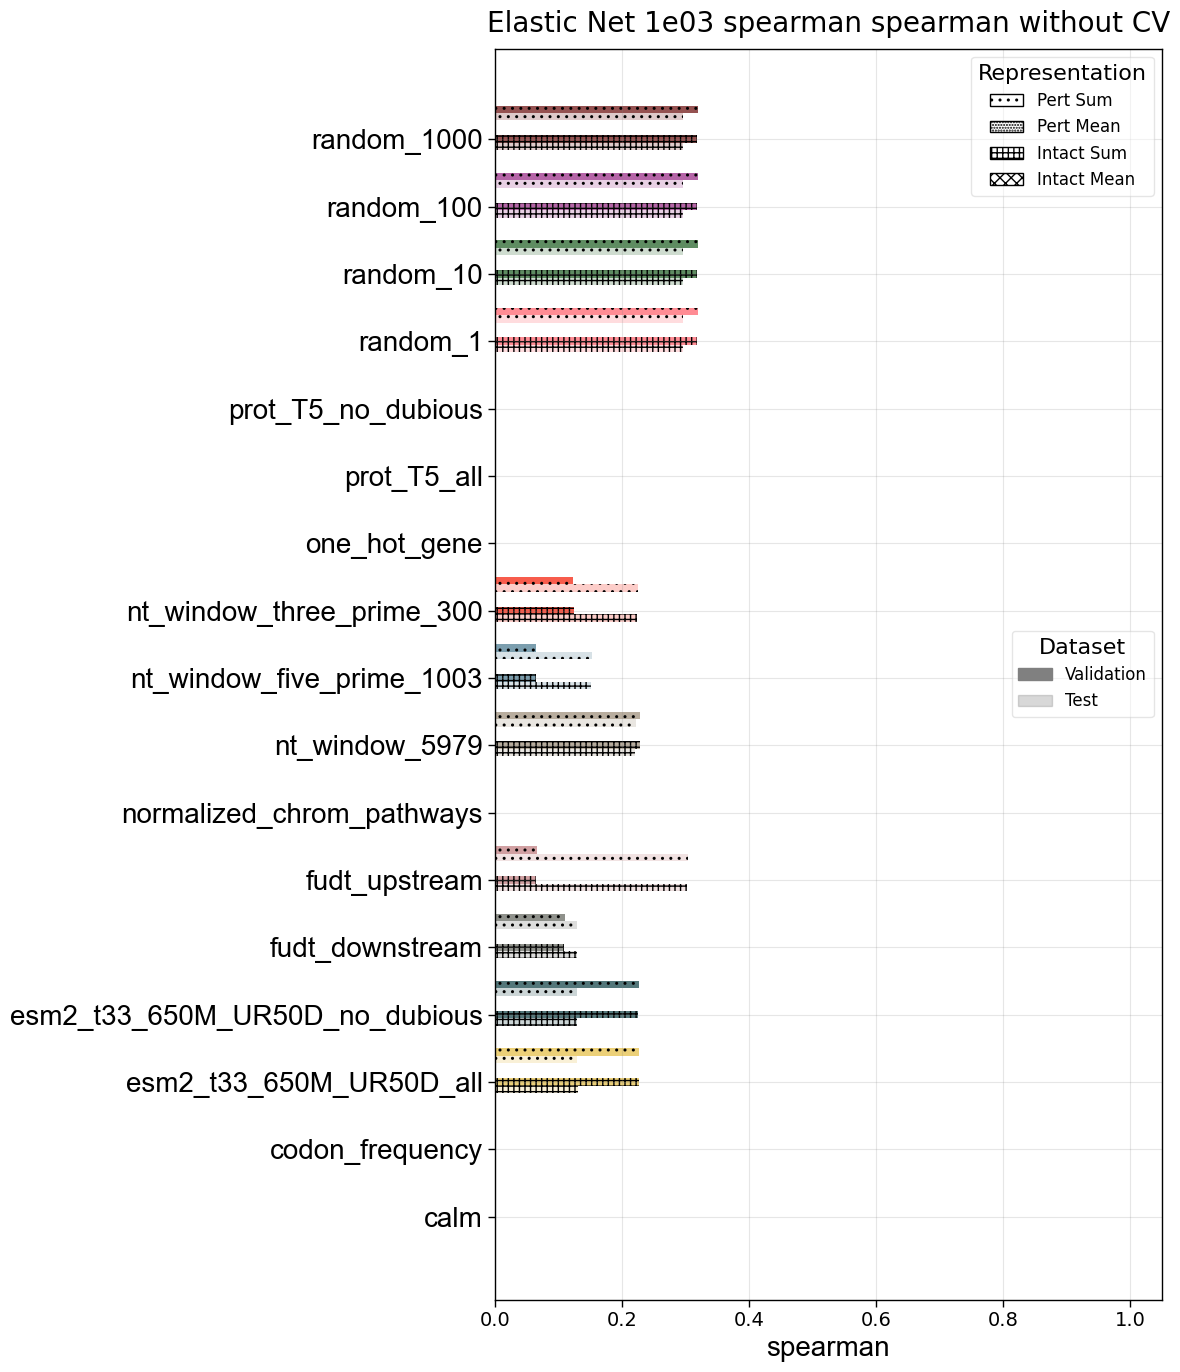 Elastic Net 1e03 spearman spearman without CV
Representation
Pert Sum
Pert Mean
Intact Sum
Intact Mean
random_1000
random_100
random_10
random_1
prot_T5_no_dubious
prot_T5_all
one_hot_gene
nt_window_three_prime_300
nt_window_five_prime_1003
nt_window_5979
normalized_chrom_pathways
fudt_upstream
fudt_downstream
esm2_t33_650M_UR50D_no_dubious
esm2_t33_650M_UR50D_all
codon_frequency
calm
Dataset
Validation
Test
0.0 0.2 0.4 0.6 0.8 1.0
spearman